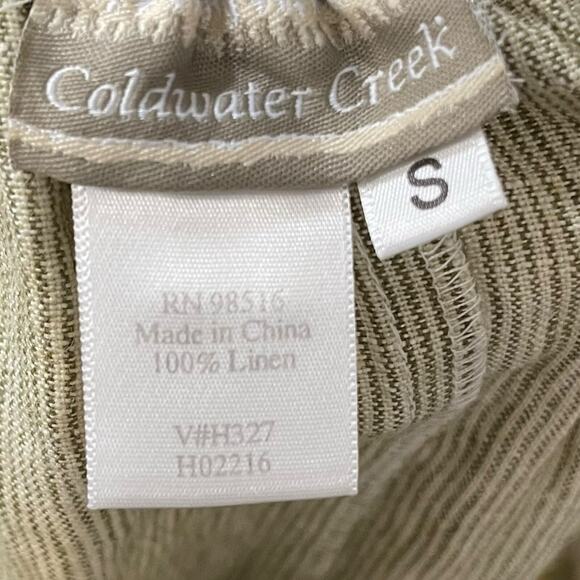 Coldwater Creek
S
RN 98516
Made in China
100% Linen
V#H327
H02216